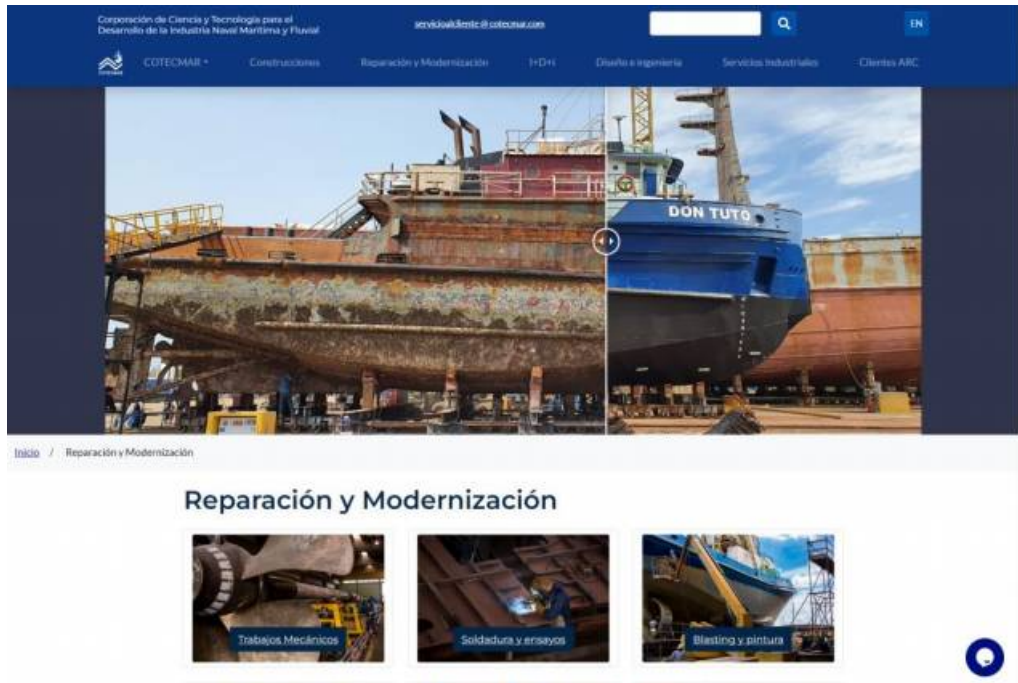 Corporación de Ciencia y Tecnología para el
Desarrollo de la Industria Naval Marítima y Fluvial
servicioalcliente@cotecmar.com
EN
COTECMAR
COTECMAR
Construcciones
Reparación y Modernización
I+D+i
Diseño e ingeniería
Servicios Industriales
Clientes ARC
DON TUTO
Inicio / Reparación y Modernización
Reparación y Modernización
Trabajos Mecánicos
Soldadura y ensayos
Blasting y pintura